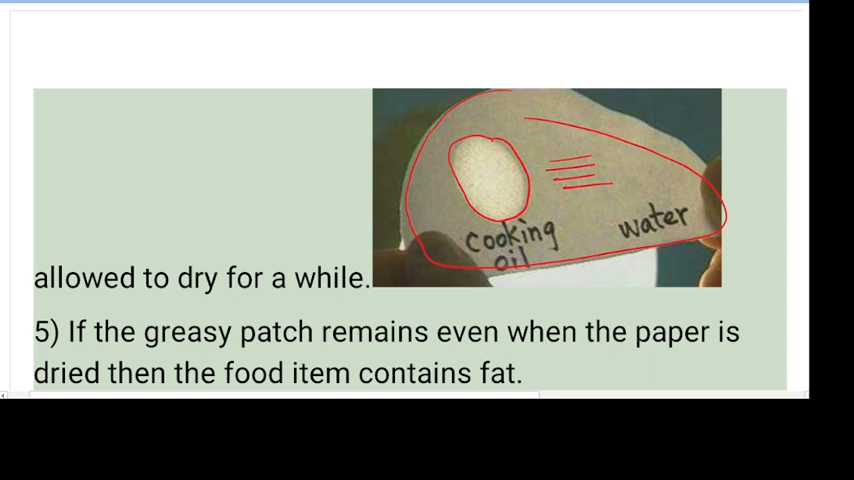 cooking
oil
water
allowed to dry for a while.
5) If the greasy patch remains even when the paper is
dried then the food item contains fat.